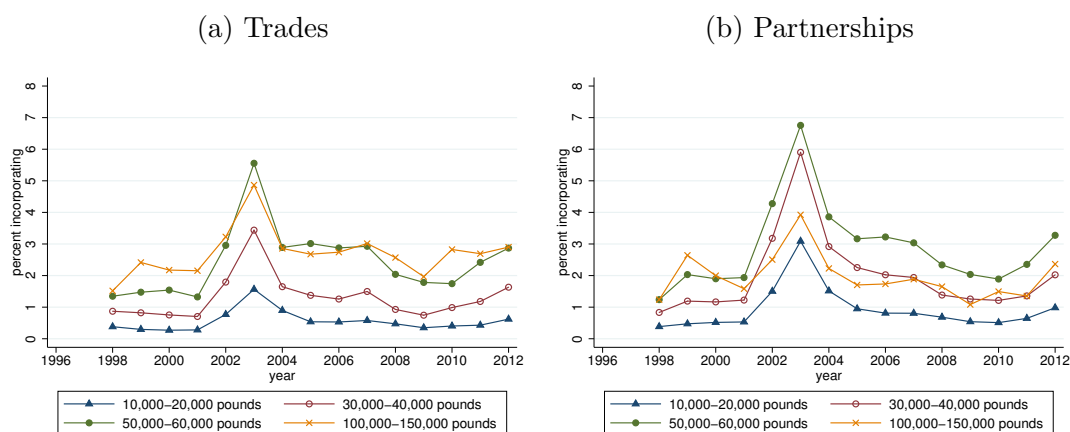 (a) Trades
percent incorporating
0 1 2 3 4 5 6 7 8
1996 1998 2000 2002 2004 2006 2008 2010 2012
year
10,000−20,000 pounds 30,000−40,000 pounds
50,000−60,000 pounds 100,000−150,000 pounds
(b) Partnerships
percent incorporating
0 1 2 3 4 5 6 7 8
1996 1998 2000 2002 2004 2006 2008 2010 2012
year
10,000−20,000 pounds 30,000−40,000 pounds
50,000−60,000 pounds 100,000−150,000 pounds